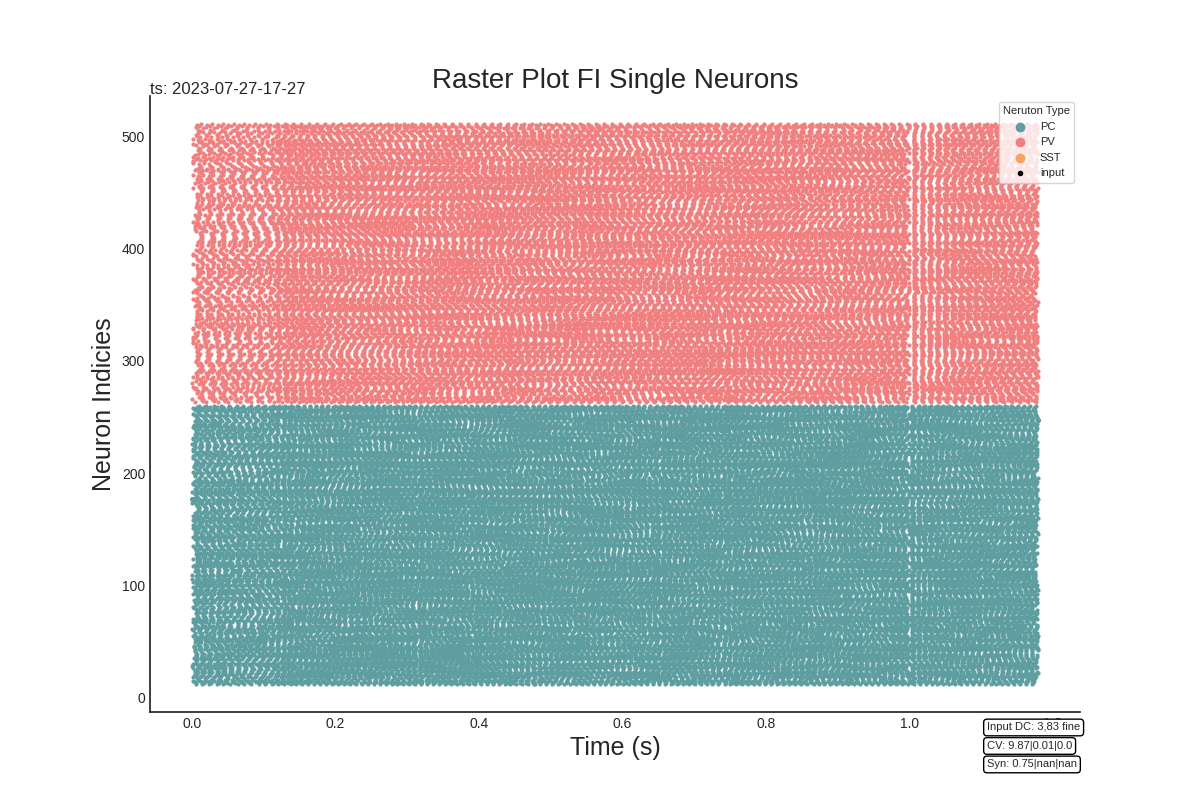 Raster Plot FI Single Neurons
ts: 2023-07-27-17-27
Neruton Type
PC
PV
SST
input
Neuron Indicies
500
400
300
200
100
0
0.0
0.2
0.4
0.6
0.8
1.0
Time (s)
Input DC: 3,83 fine
CV: 9.87|0.01|0.0
Syn: 0.75|nan|nan